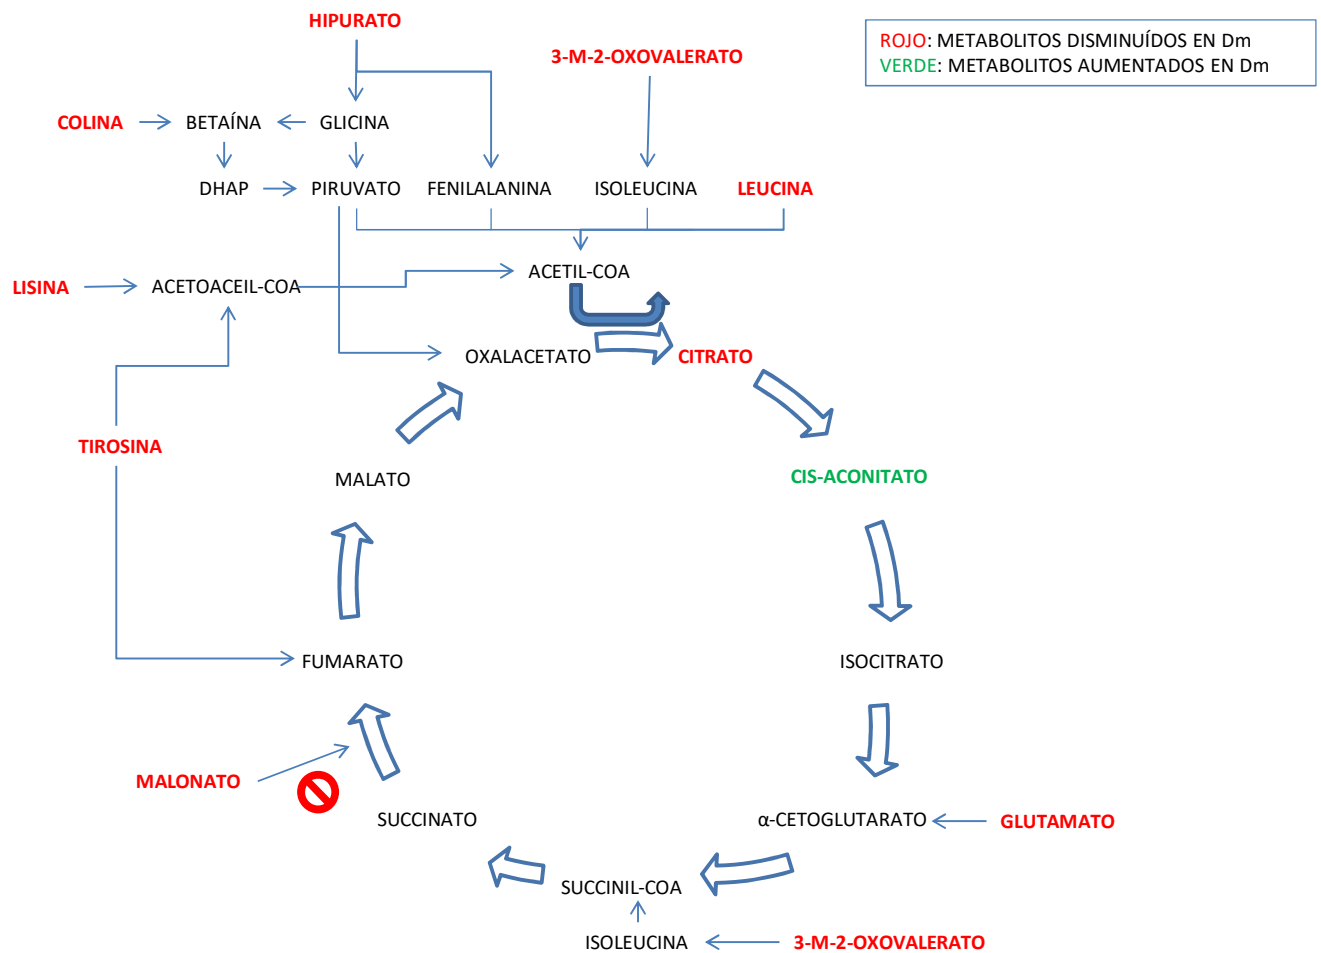 HIPURATO
ROJO: METABOLITOS DISMINUÍDOS EN Dm
VERDE: METABOLITOS AUMENTADOS EN Dm
3-M-2-OXOVALERATO
COLINA
BETAÍNA
GLICINA
DHAP
PIRUVATO
FENILALANINA
ISOLEUCINA
LEUCINA
LISINA
ACETOACEIL-COA
ACETIL-COA
OXALACETATO
CITRATO
TIROSINA
MALATO
CIS-ACONITATO
FUMARATO
ISOCITRATO
MALONATO
SUCCINATO
α-CETOGLUTARATO
GLUTAMATO
SUCCINIL-COA
ISOLEUCINA
3-M-2-OXOVALERATO